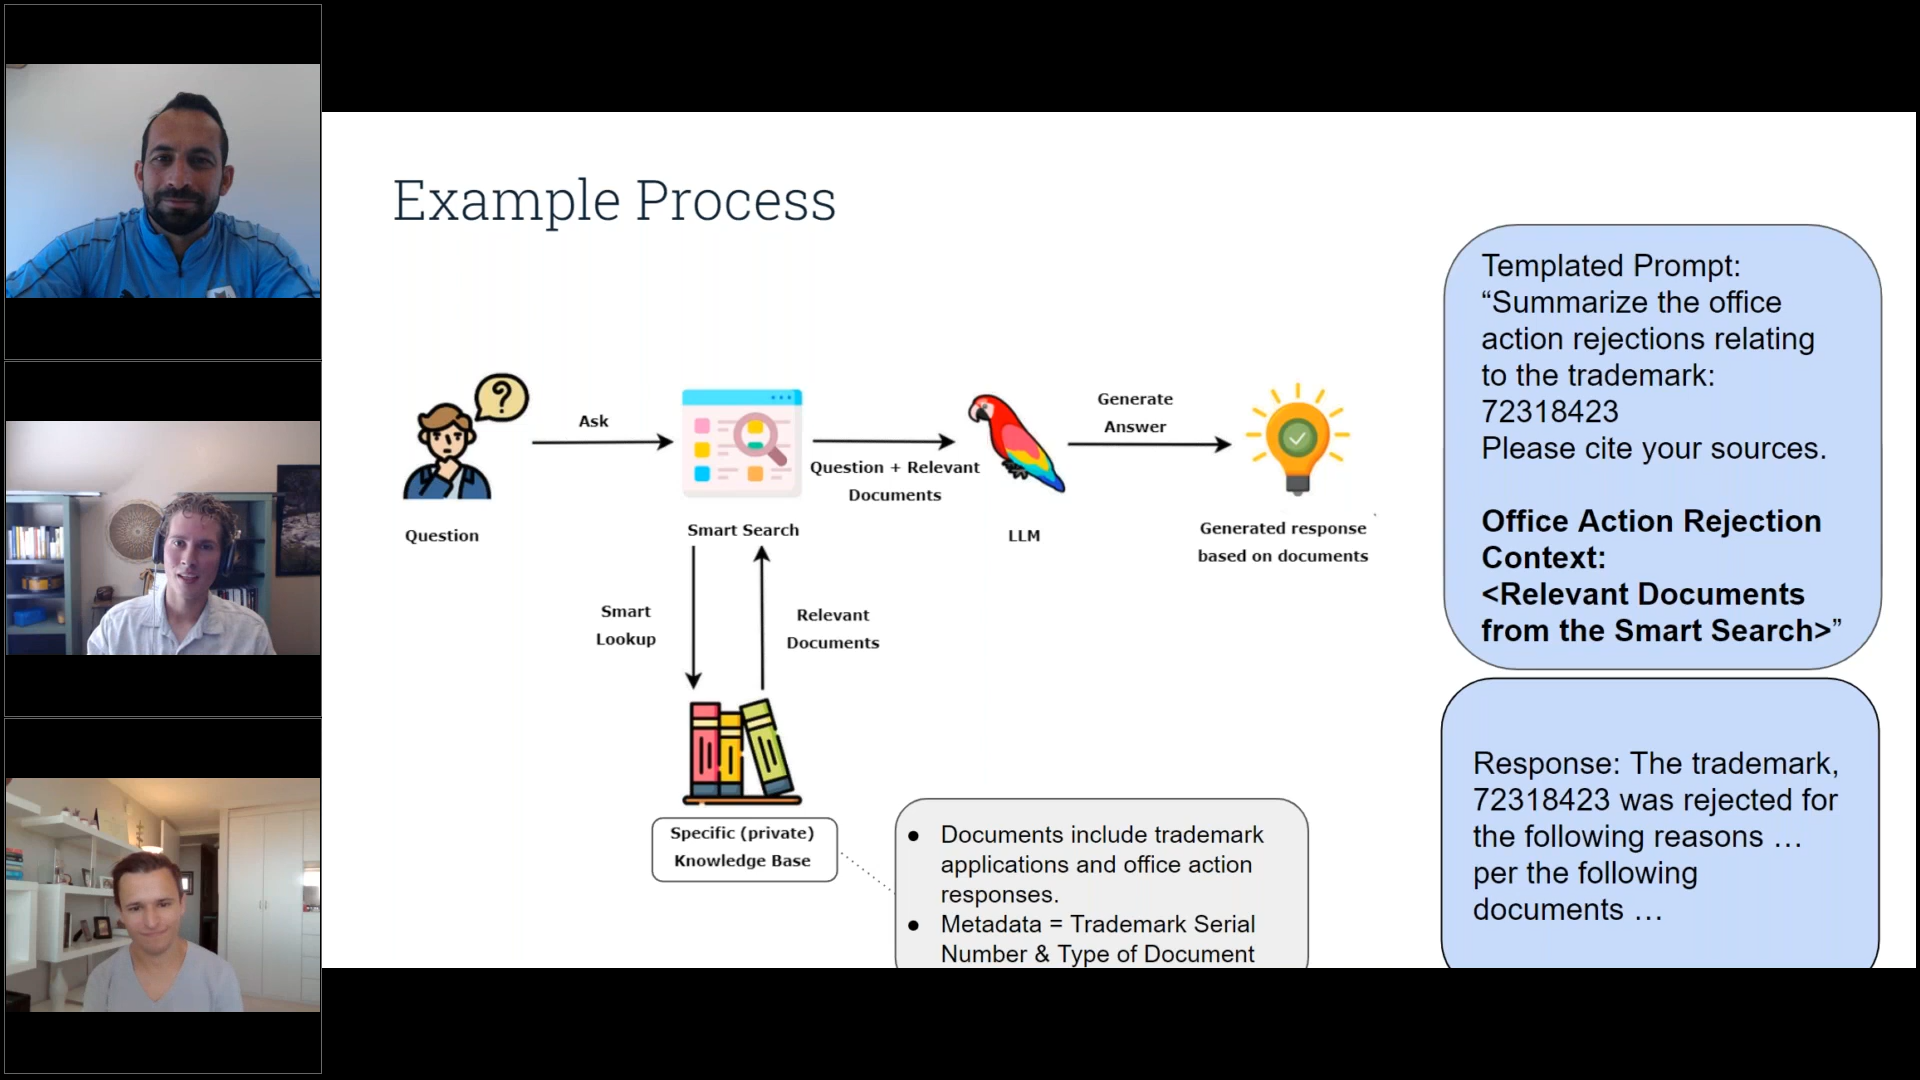 Example Process
Ask
Generate
Answer
Question + Relevant
Documents
Question
Smart Search
LLM
Generated response
based on documents
Smart
Lookup
Relevant
Documents
Specific (private)
Knowledge Base
● Documents include trademark
applications and office action
responses.
● Metadata = Trademark Serial
Number & Type of Document
Templated Prompt:
“Summarize the office
action rejections relating
to the trademark:
72318423
Please cite your sources.
Office Action Rejection
Context:
<Relevant Documents
from the Smart Search>”
Response: The trademark,
72318423 was rejected for
the following reasons …
per the following
documents …